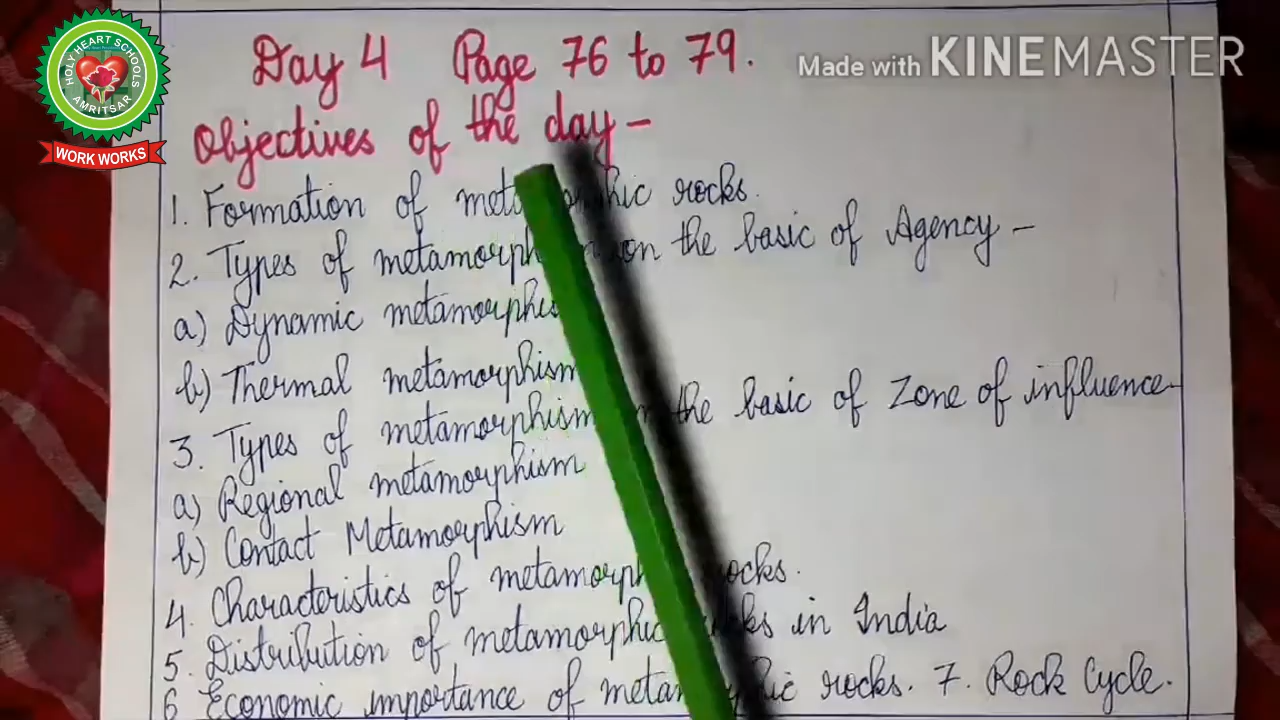 HOLY HEART SCHOOLS
AMRITSAR
WORK WORKS
Made with KINEMASTER
Day 4 Page 76 to 79.
Objectives of the day -
1. Formation of rocks.
2. Types of on the basic of Agency -
a) Dynamic
b) Thermal metamorphism
3. Types of metamorphism the basic of Zone of influence-
a) Regional metamorphism
b) Contact Metamorphism
4. Characteristics of rocks.
5. Distribution of metamorphic in India
6 Economic importance of rocks. 7. Rock Cycle.